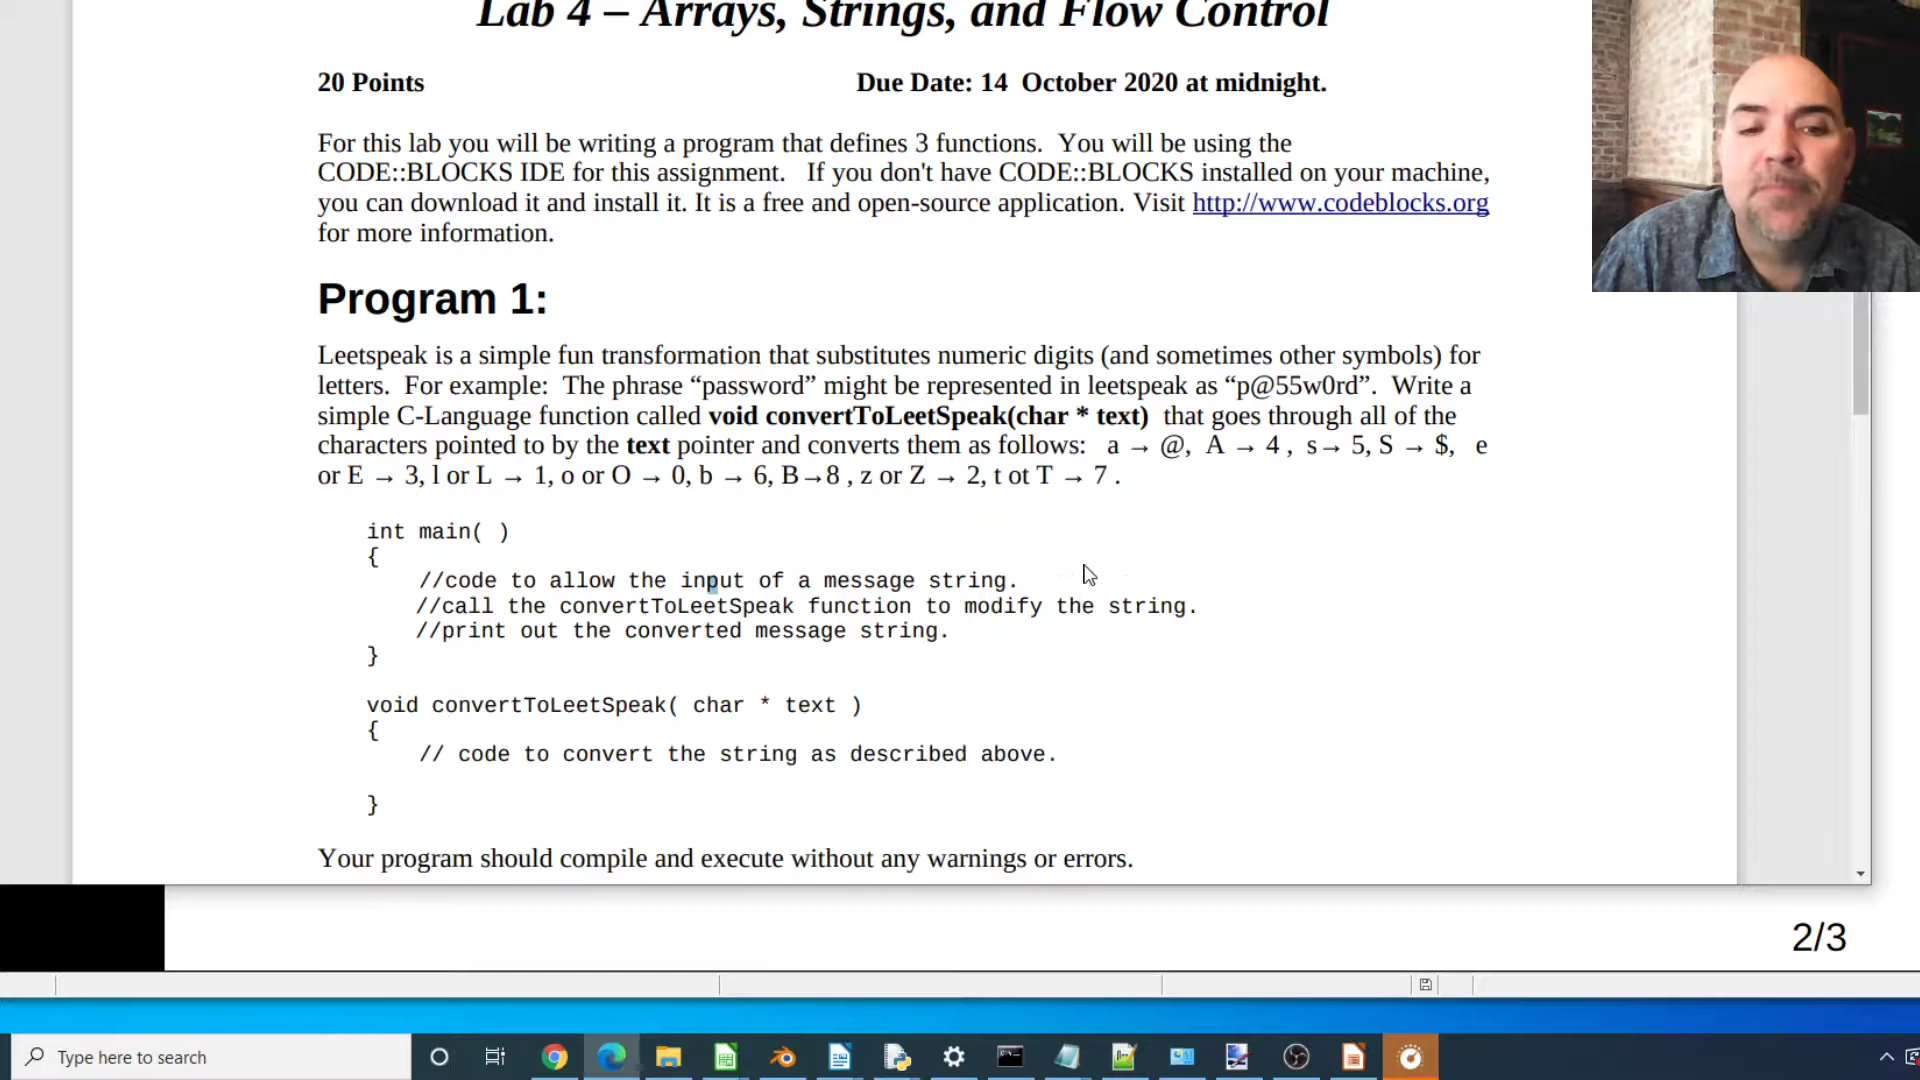 Lab 4 – Arrays, Strings, and Flow Control
20 Points Due Date: 14 October 2020 at midnight.
For this lab you will be writing a program that defines 3 functions. You will be using the
CODE::BLOCKS IDE for this assignment. If you don't have CODE::BLOCKS installed on your machine,
you can download it and install it. It is a free and open-source application. Visit http://www.codeblocks.org
for more information.
Program 1:
Leetspeak is a simple fun transformation that substitutes numeric digits (and sometimes other symbols) for
letters. For example: The phrase “password” might be represented in leetspeak as “p@55w0rd”. Write a
simple C-Language function called void convertToLeetSpeak(char * text) that goes through all of the
characters pointed to by the text pointer and converts them as follows: a → @, A → 4 , s→ 5, S → $, e
or E → 3, l or L → 1, o or O → 0, b → 6, B→8 , z or Z → 2, t ot T → 7 .
int main( )
{
//code to allow the input of a message string.
//call the convertToLeetSpeak function to modify the string.
//print out the converted message string.
}
void convertToLeetSpeak( char * text )
{
// code to convert the string as described above.
}
Your program should compile and execute without any warnings or errors.
2/3
Type here to search